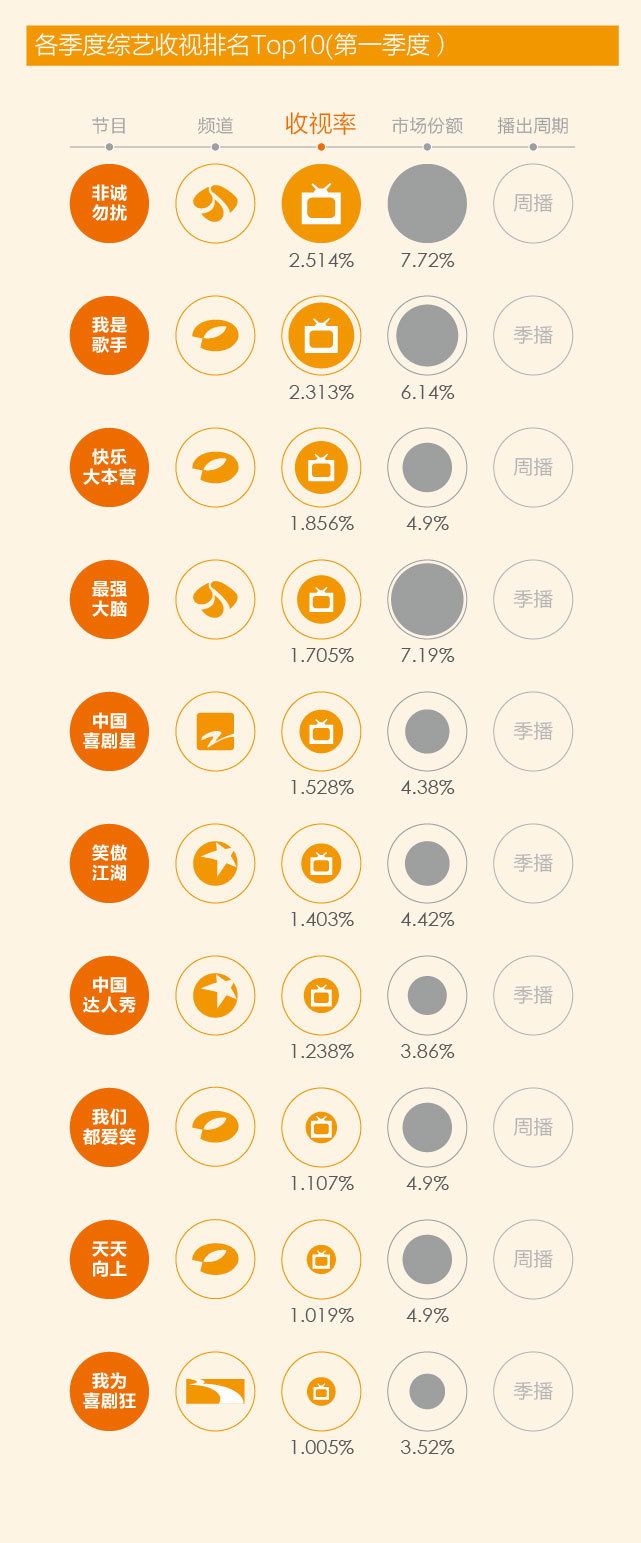 各季度综艺收视排名Top10(第一季度 )
节目 频道 收视率 市场份额 播出周期
非诚
勿扰
周播
2.514% 7.72%
我是
歌手
季播
2.313% 6.14%
快乐
大本营
周播
1.856% 4.9%
最强
大脑
季播
1.705% 7.19%
中国
喜剧星
季播
1.528% 4.38%
笑傲
江湖
季播
1.403% 4.42%
中国
达人秀
季播
1.238% 3.86%
我们
都爱笑
周播
1.107% 4.9%
天天
向上
周播
1.019% 4.9%
我为
喜剧狂
季播
1.005% 3.52%